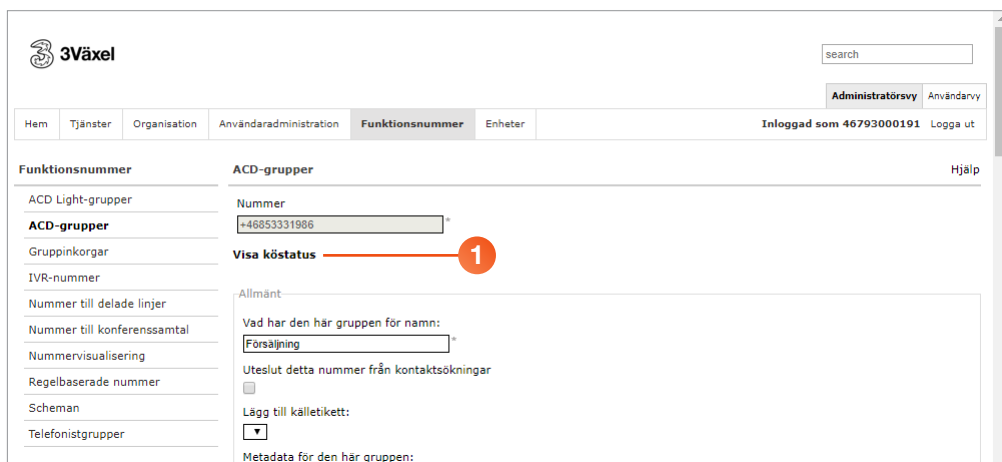 3Växel
search
Administratörsvy Användarvy
Hem Tjänster Organisation Användaradministration Funktionsnummer Enheter Inloggad som 46793000191 Logga ut
Funktionsnummer
ACD Light-grupper
ACD-grupper
Gruppinkorgar
IVR-nummer
Nummer till delade linjer
Nummer till konferenssamtal
Nummervisualisering
Regelbaserade nummer
Scheman
Telefonistgrupper
ACD-grupper Hjälp
Nummer
+46853331986 *
Visa köstatus 1
Allmänt
Vad har den här gruppen för namn:
Försäljning *
Uteslut detta nummer från kontaktsökningar
Lägg till källetikett:
Metadata för den här gruppen: